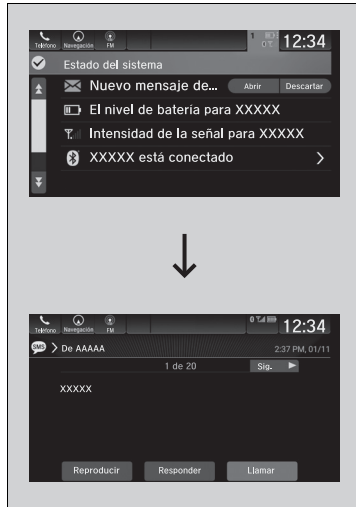 Teléfono Navegación FM 1 0 12:34
Estado del sistema
Nuevo mensaje de... Abrir Descartar
El nivel de batería para XXXXX
Intensidad de la señal para XXXXX
XXXXX está conectado >
Teléfono Navegación FM 0 12:34
SMS > De AAAAA 2:37 PM, 01/11
1 de 20 Sig.
XXXXX
Reproducir Responder Llamar